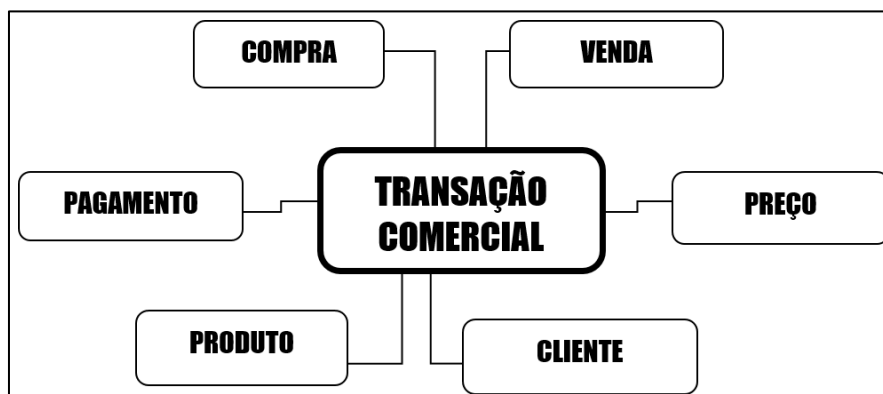 COMPRA
VENDA
PAGAMENTO
TRANSAÇÃO
COMERCIAL
PREÇO
PRODUTO
CLIENTE